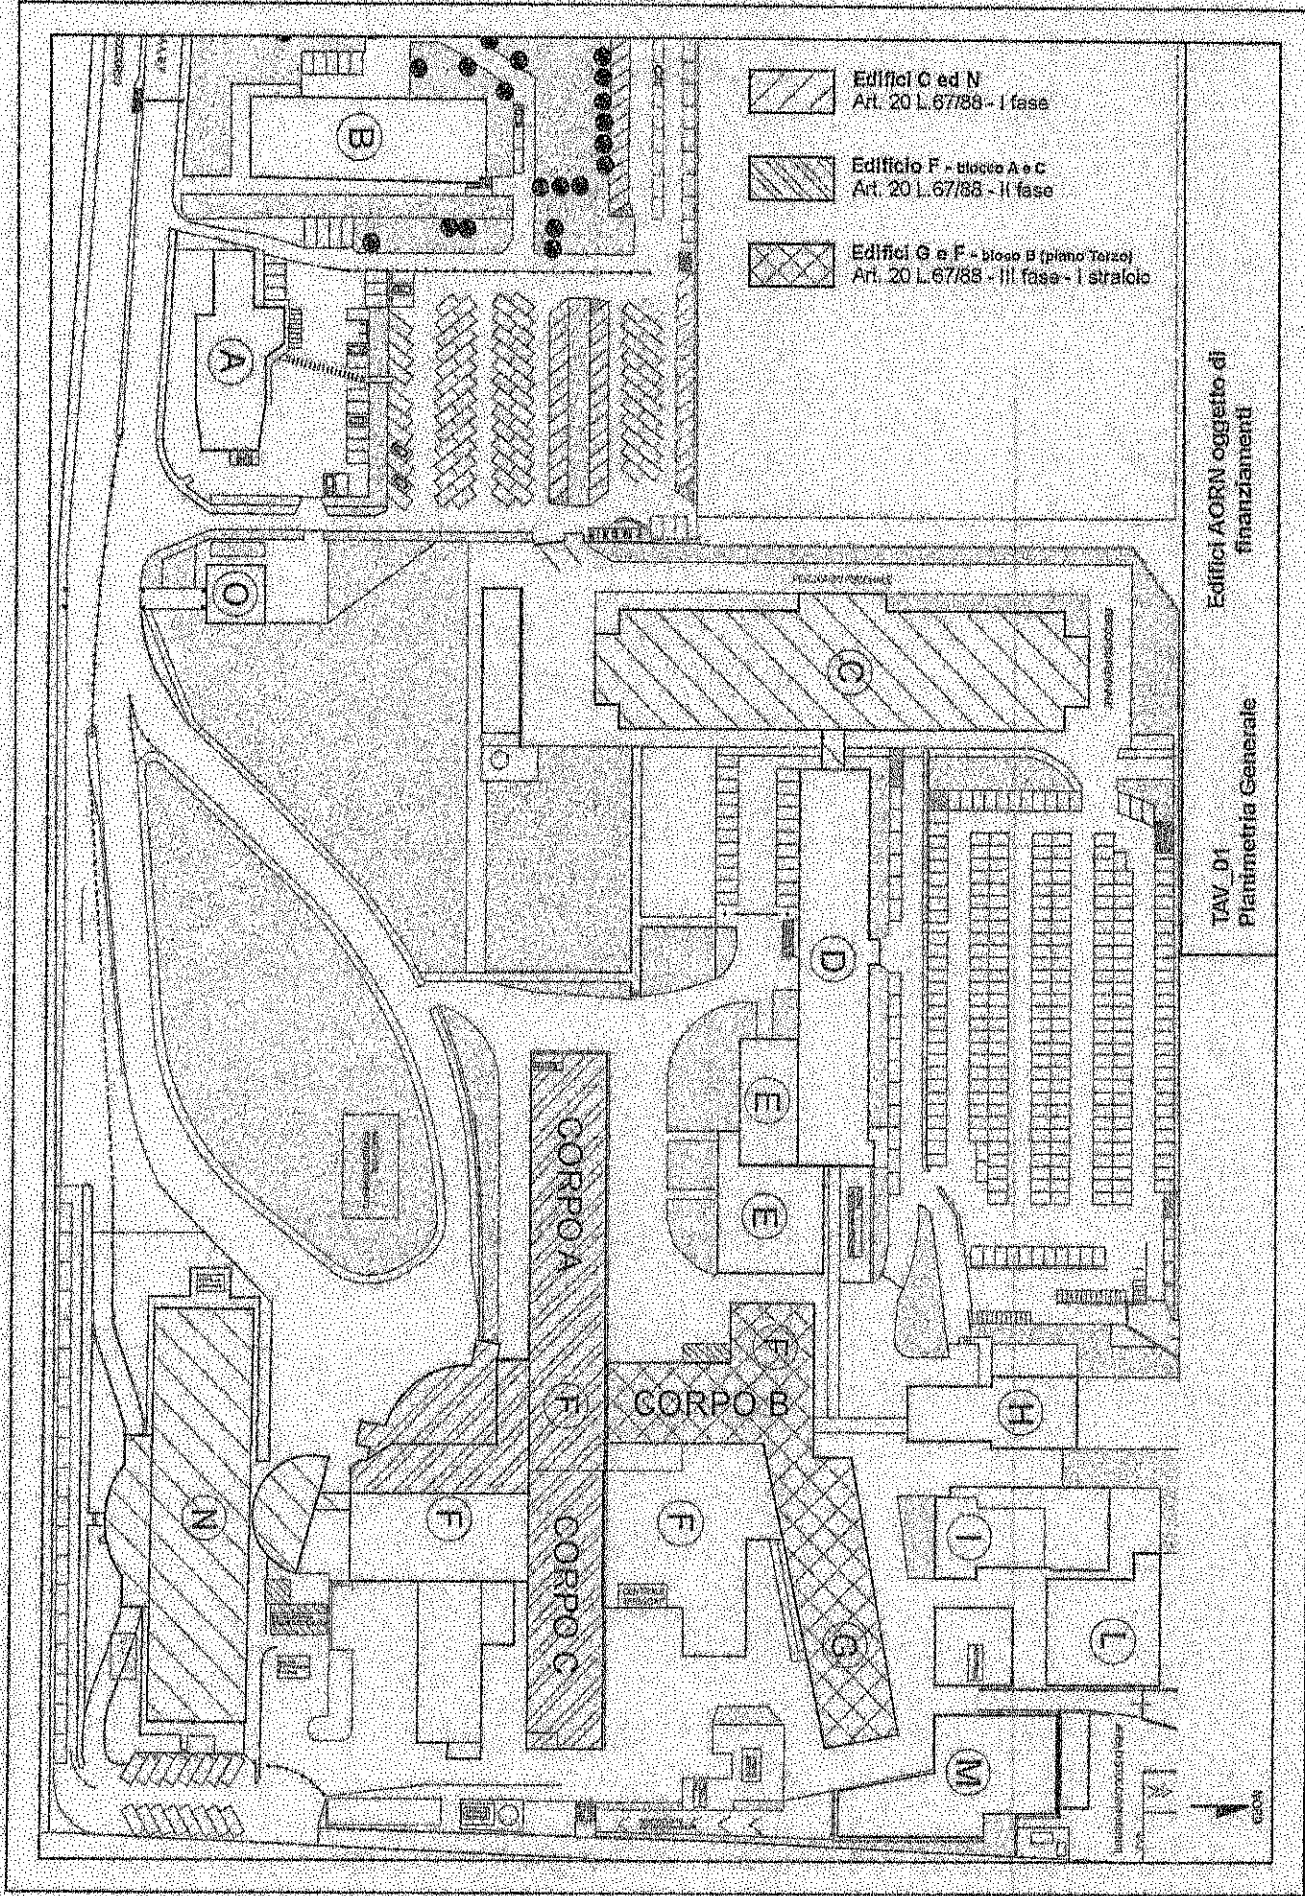 Edifici C ed N
Art. 20 L.67/88 - I fase
Edificio F - blocco A e C
Art. 20 L.67/88 - II fase
Edifici G e F - bloco B (piano Terzo)
Art. 20 L.67/88 - III fase - I stralcio
Edifici AORN oggetto di
finanziamenti
TAV_01
Planimetria Generale
B
A
O
C
D
E
E
CORPO A
F
CORPO B
F
F
F
CORPO C
G
H
I
L
M
N